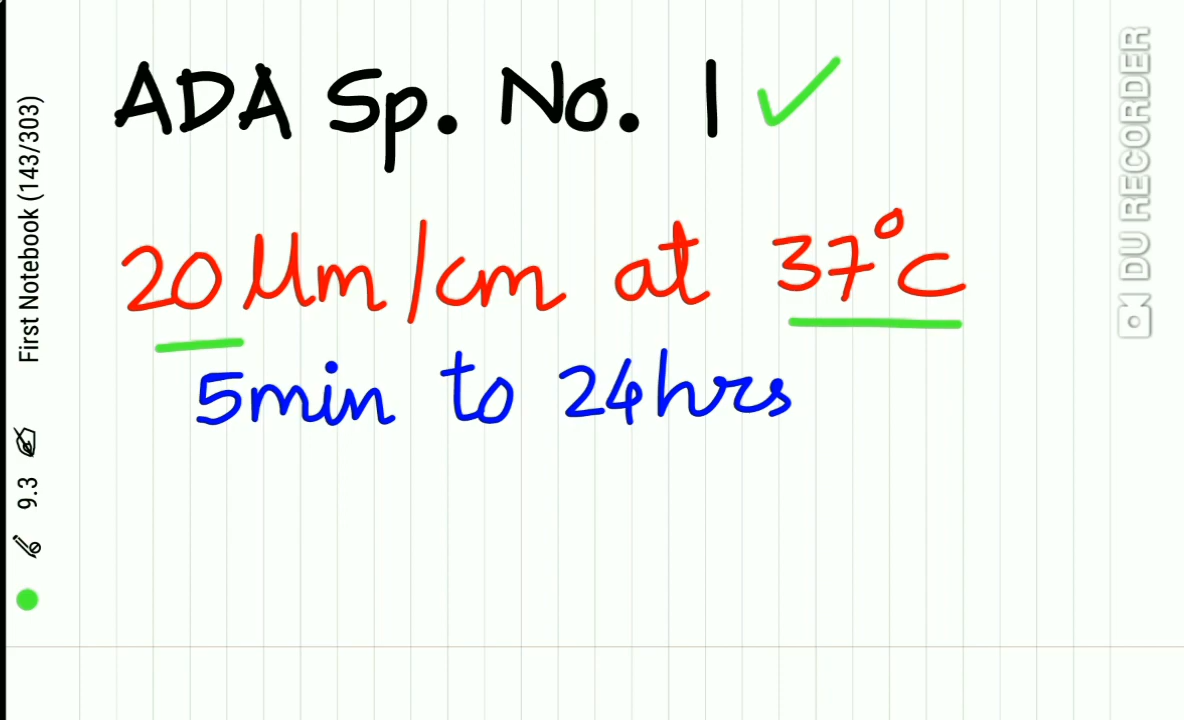 ADA Sp. No. 1
20 µm/cm at 37°c
5min to 24hrs
First Notebook (143/303)
9.3
DU RECORDER